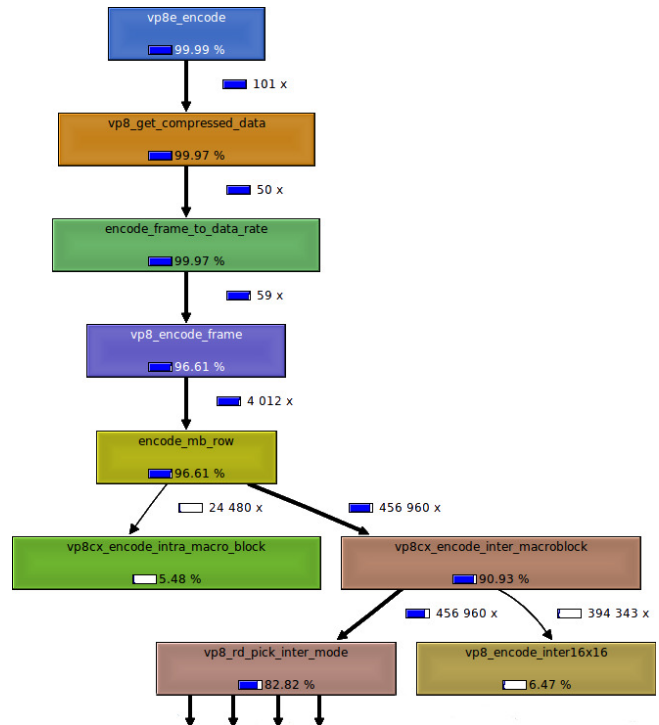 vp8e_encode
99.99 %
101 x
vp8_get_compressed_data
99.97 %
50 x
encode_frame_to_data_rate
99.97 %
59 x
vp8_encode_frame
96.61 %
4 012 x
encode_mb_row
96.61 %
24 480 x
456 960 x
vp8cx_encode_intra_macro_block
5.48 %
vp8cx_encode_inter_macroblock
90.93 %
456 960 x
394 343 x
vp8_rd_pick_inter_mode
82.82 %
vp8_encode_inter16x16
6.47 %